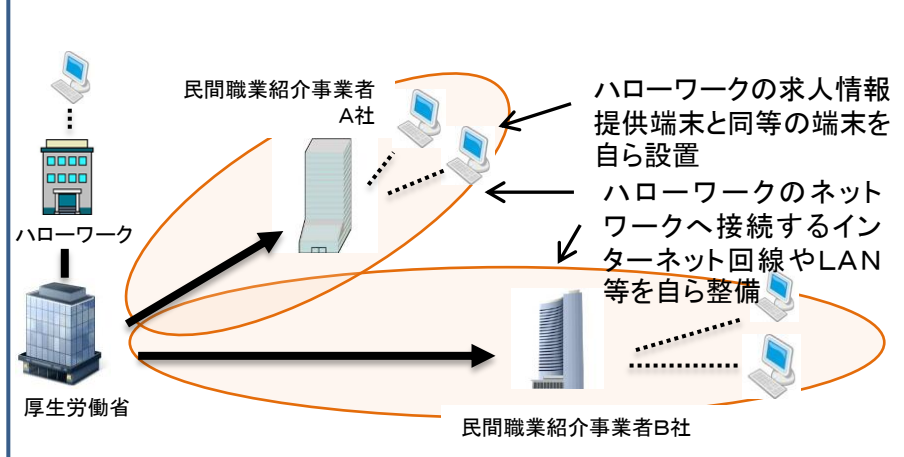 民間職業紹介事業者
A社
ハローワークの求人情報
提供端末と同等の端末を
自ら設置
ハローワークのネット
ワークへ接続するイン
ターネット回線やLAN
等を自ら整備
ハローワーク
厚生労働省
民間職業紹介事業者B社